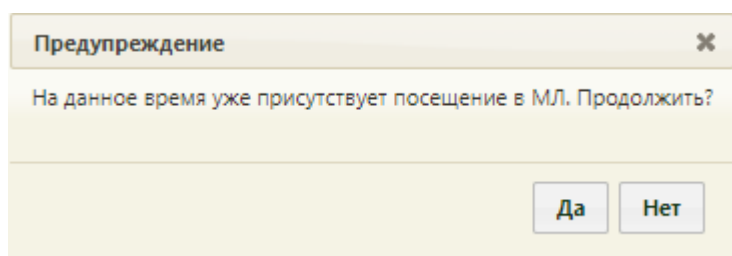 Предупреждение
На данное время уже присутствует посещение в МЛ. Продолжить?
Да Нет